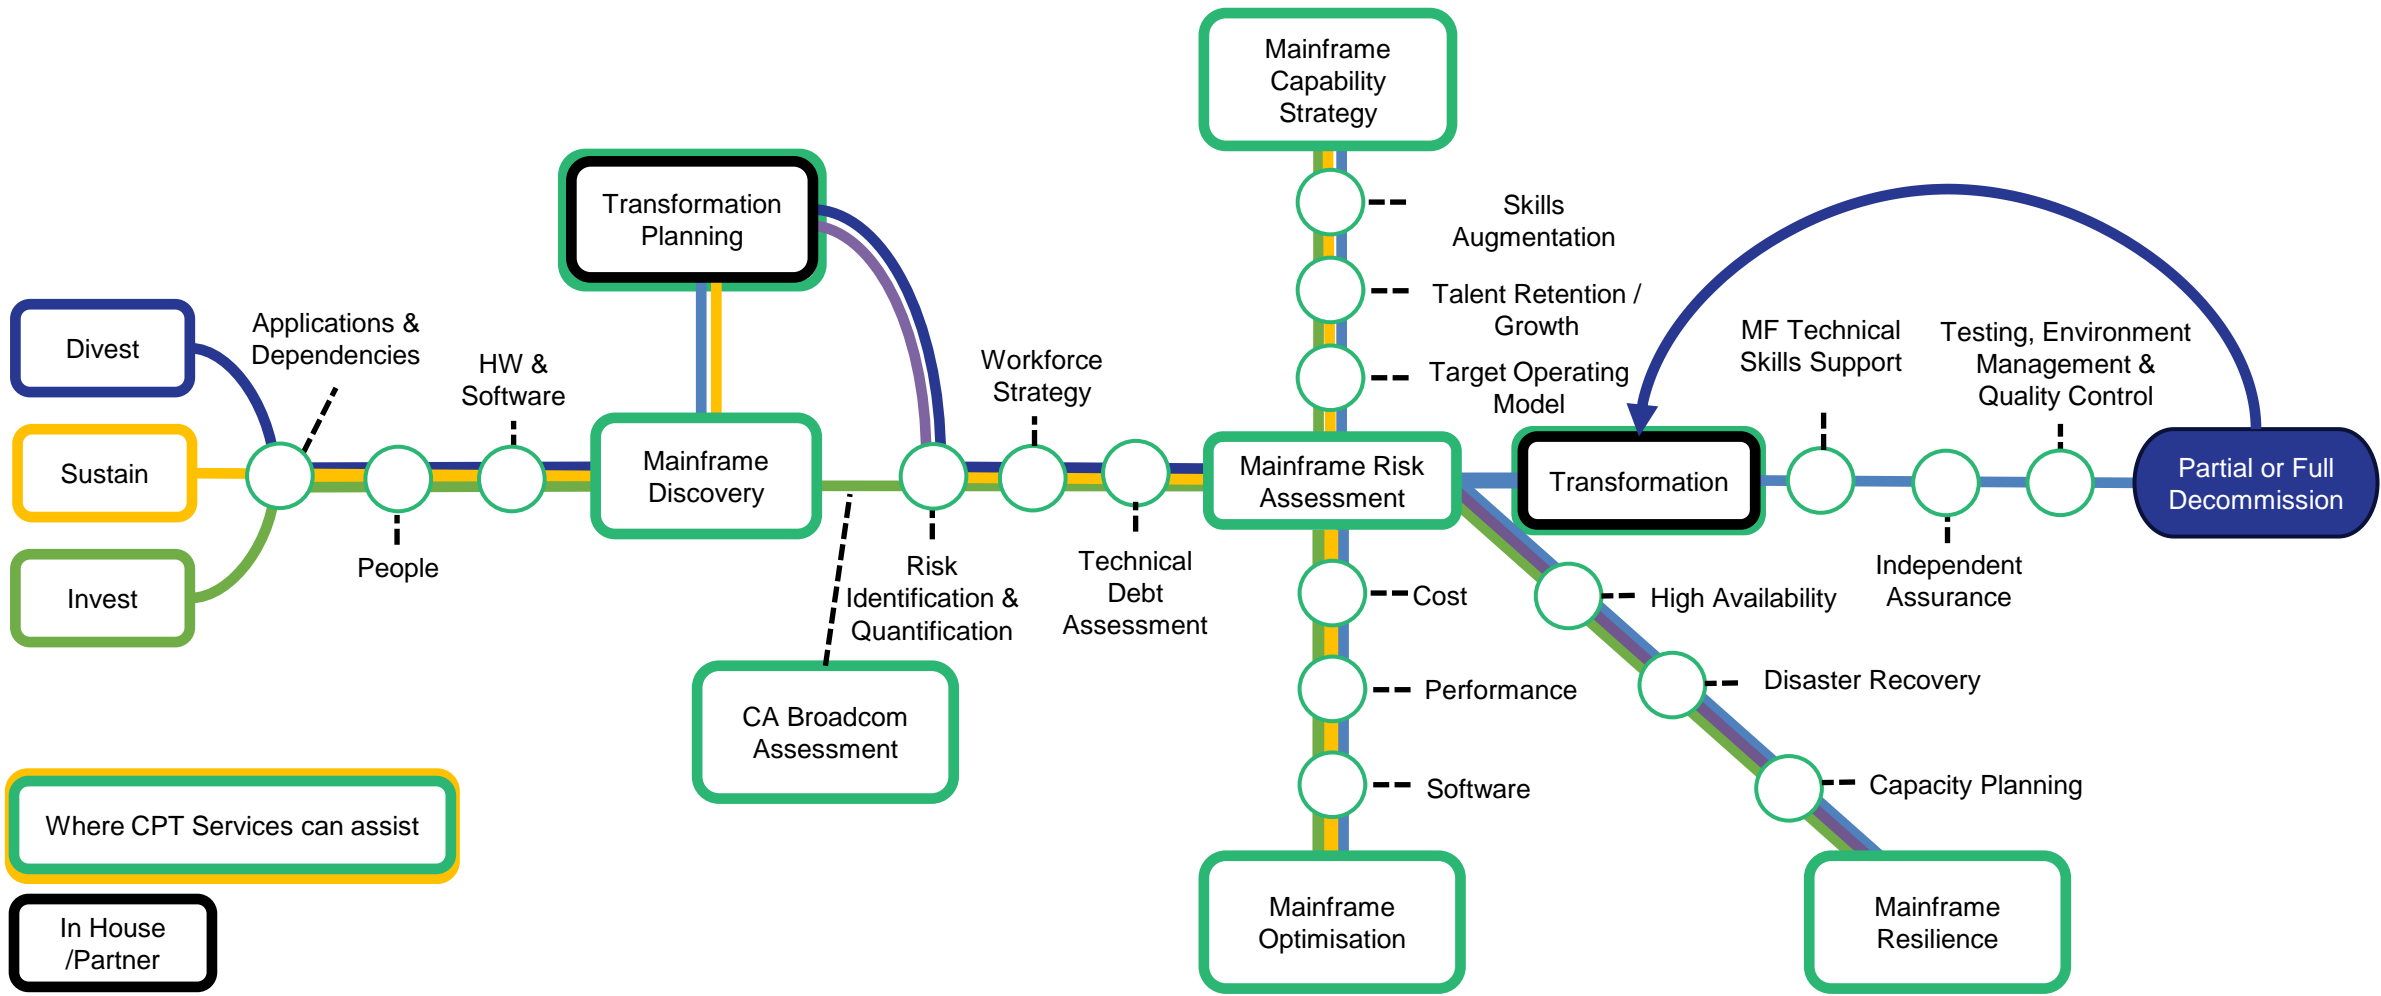 Mainframe
Capability
Strategy
Transformation
Planning
Skills
Augmentation
Talent Retention /
Growth
Target Operating
Model
Divest
Applications &
Dependencies
HW &
Software
Workforce
Strategy
MF Technical
Skills Support
Testing, Environment
Management &
Quality Control
Sustain
Mainframe
Discovery
Mainframe Risk
Assessment
Transformation
Partial or Full
Decommission
Invest
People
Risk
Identification &
Quantification
Technical
Debt
Assessment
Cost
High Availability
Independent
Assurance
CA Broadcom
Assessment
Performance
Disaster Recovery
Software
Capacity Planning
Where CPT Services can assist
In House
/Partner
Mainframe
Optimisation
Mainframe
Resilience